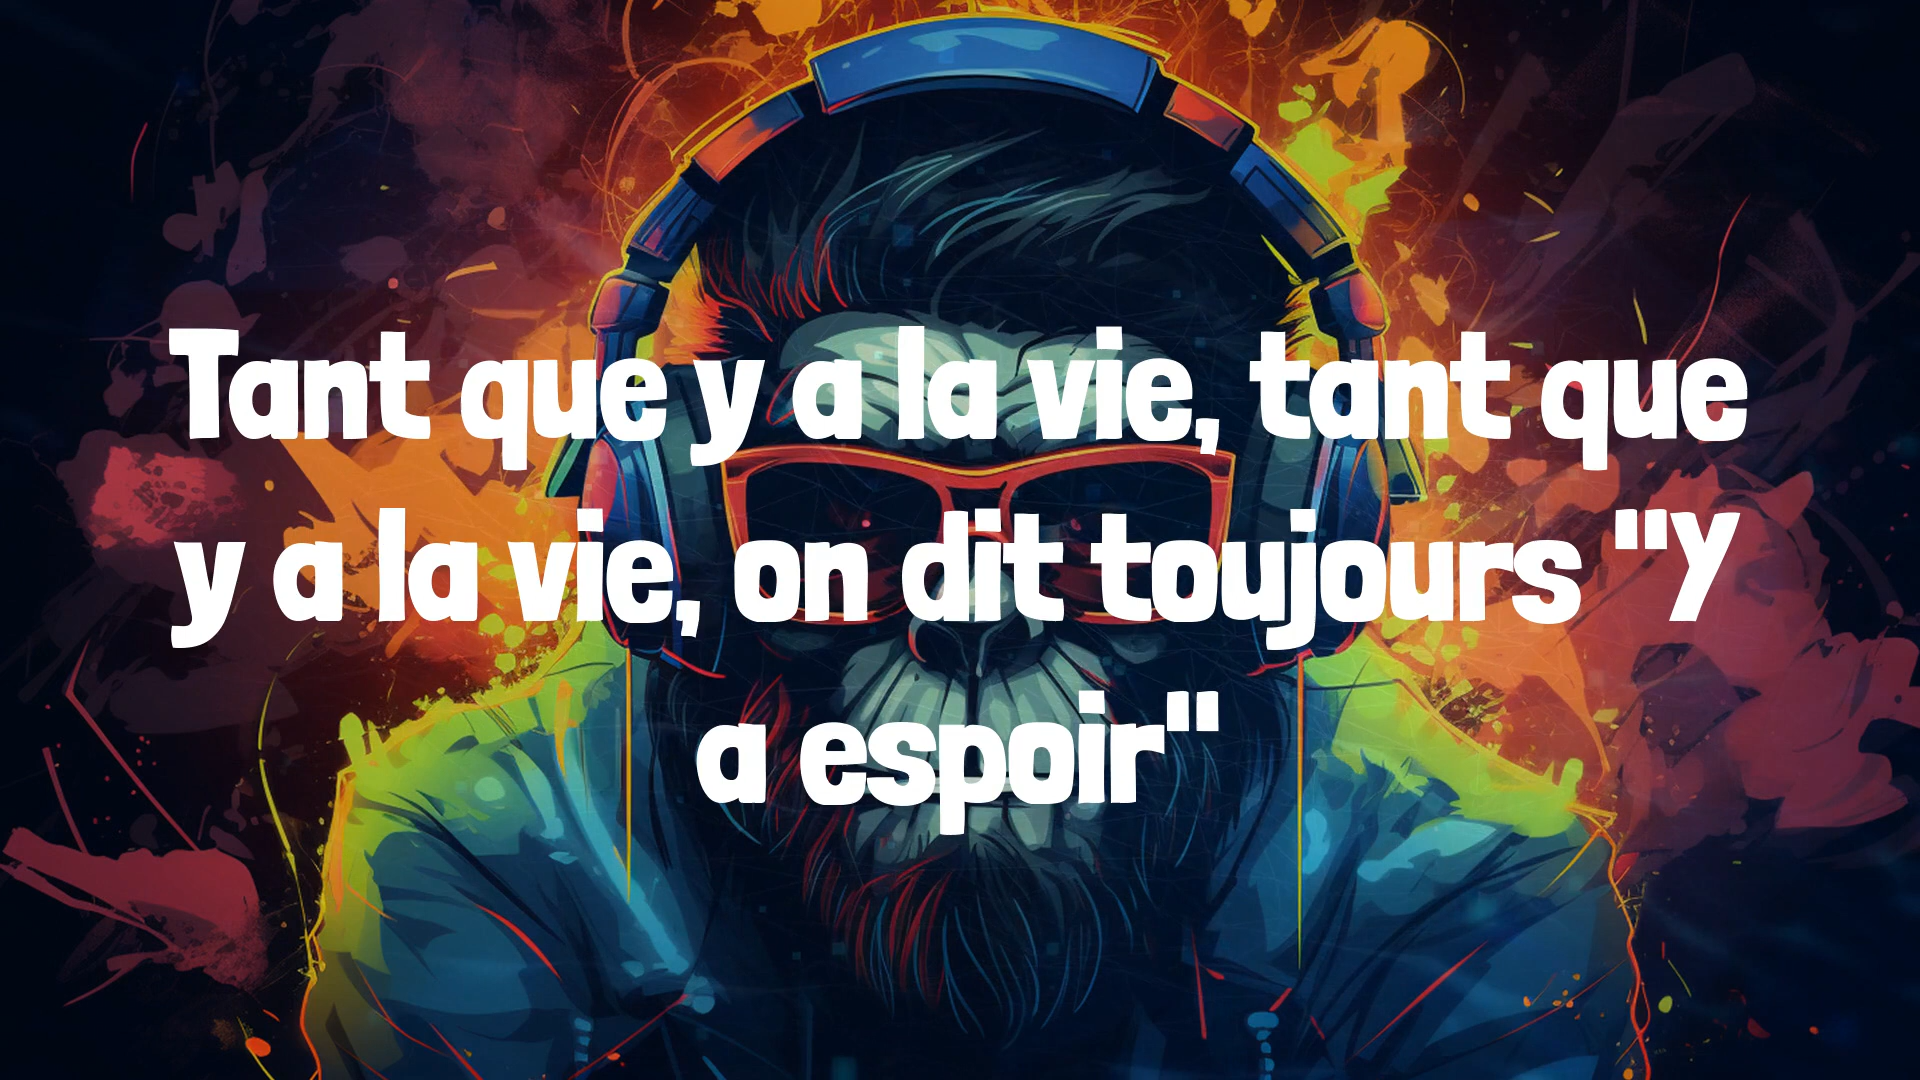 Tant que y a la vie, tant que
y a la vie, on dit toujours "Y
a espoir"